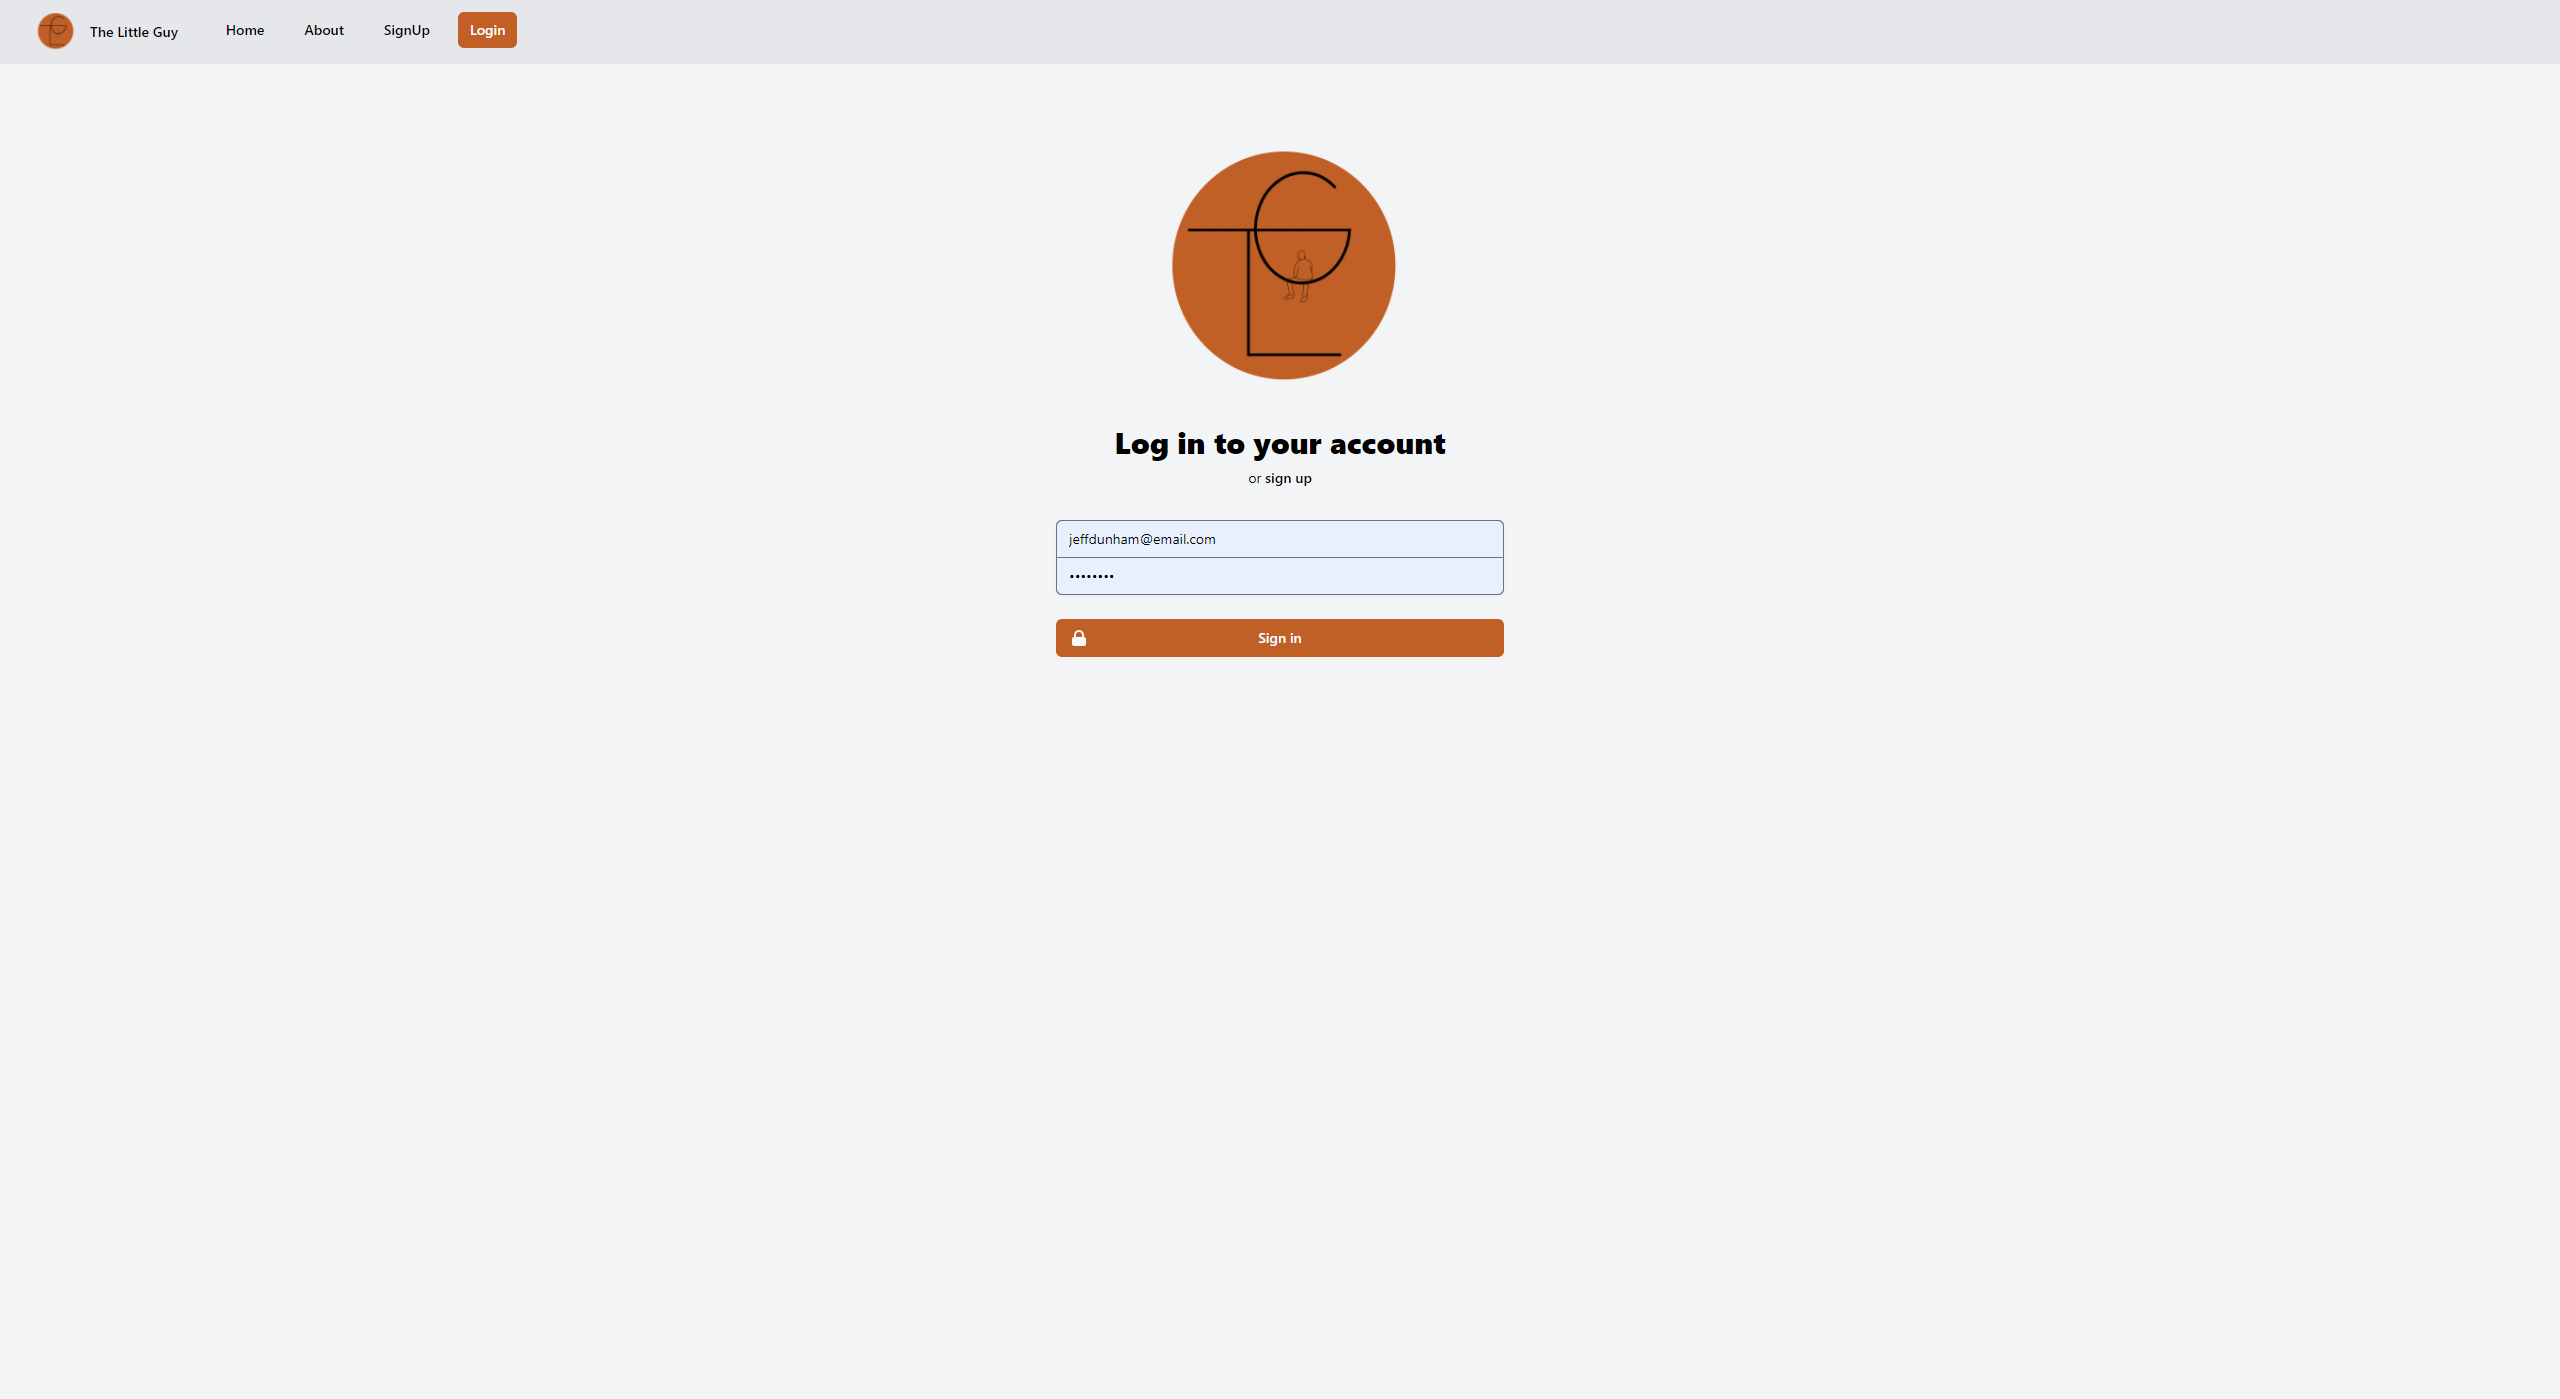 The Little Guy Home About SignUp Login
Log in to your account
or sign up
jeffdunham@email.com
••••••••
Sign in